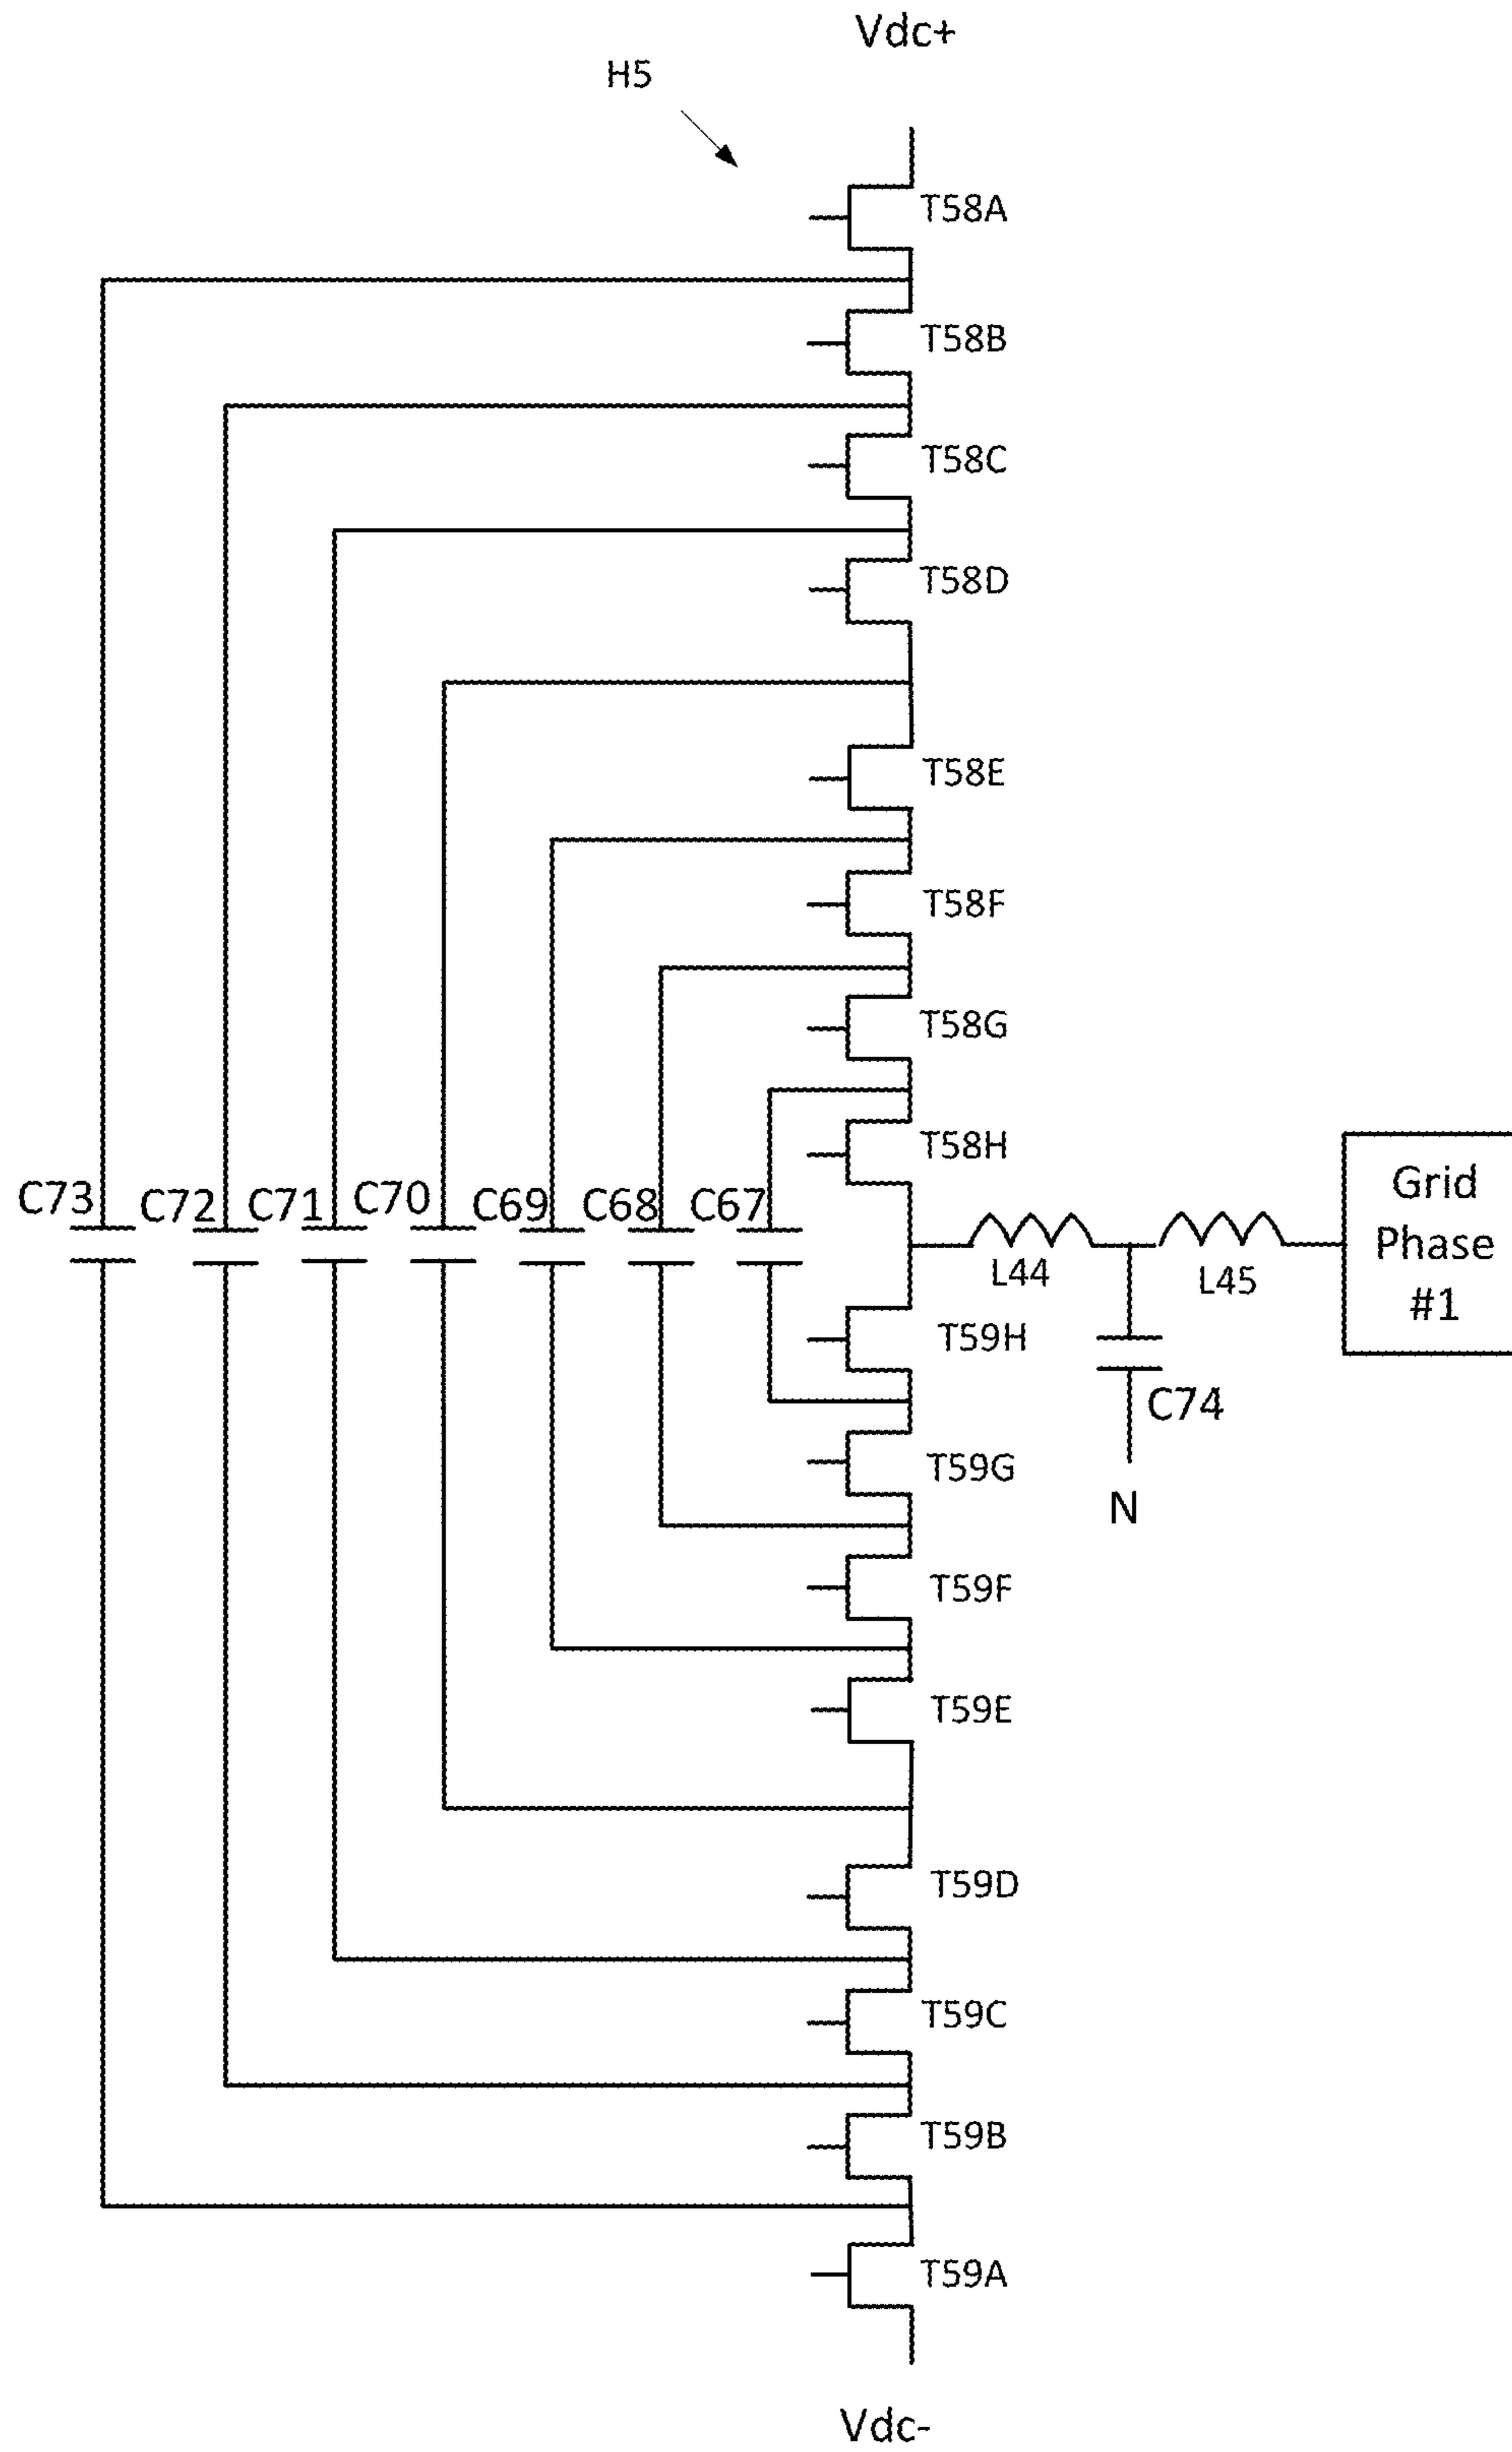 Vdc+
H5
T58A
T58B
T58C
T58D
T58E
T58F
T58G
T58H
C73
C72
C71
C70
C69
C68
C67
L44
L45
Grid
Phase
#1
T59H
C74
N
T59G
T59F
T59E
T59D
T59C
T59B
T59A
Vdc-